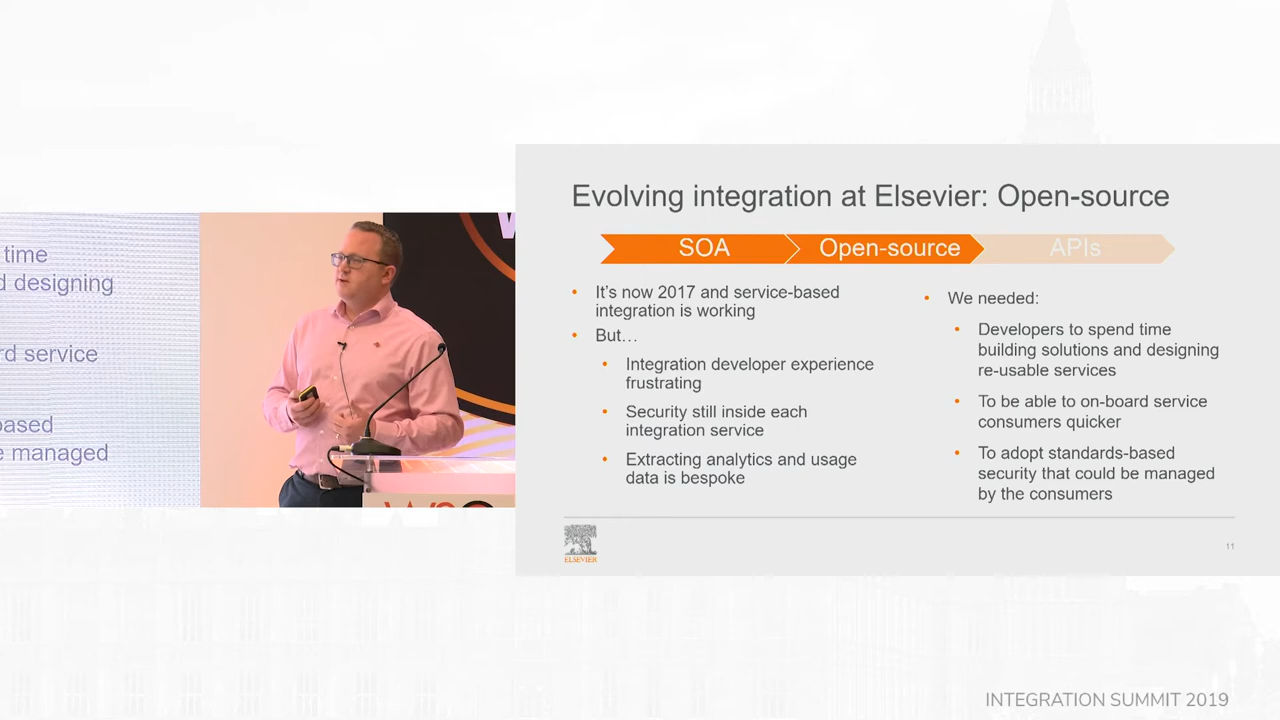 time
d designing
rd service
based
e managed
W
WSO
Evolving integration at Elsevier: Open-source
SOA
Open-source
APIs
• It's now 2017 and service-based
integration is working
• But…
• Integration developer experience
frustrating
• Security still inside each
integration service
• Extracting analytics and usage
data is bespoke
• We needed:
• Developers to spend time
building solutions and designing
re-usable services
• To be able to on-board service
consumers quicker
• To adopt standards-based
security that could be managed
by the consumers
ELSEVIER
11
INTEGRATION SUMMIT 2019